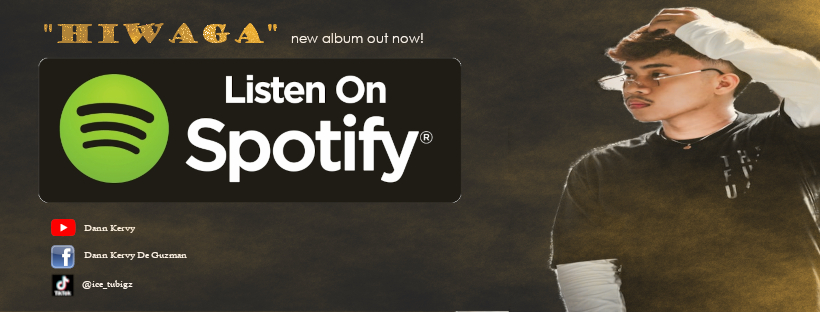 "HIWAGA" new album out now!
Listen On
Spotify®
Dann Kervy
Dann Kervy De Guzman
@ice_tubigz